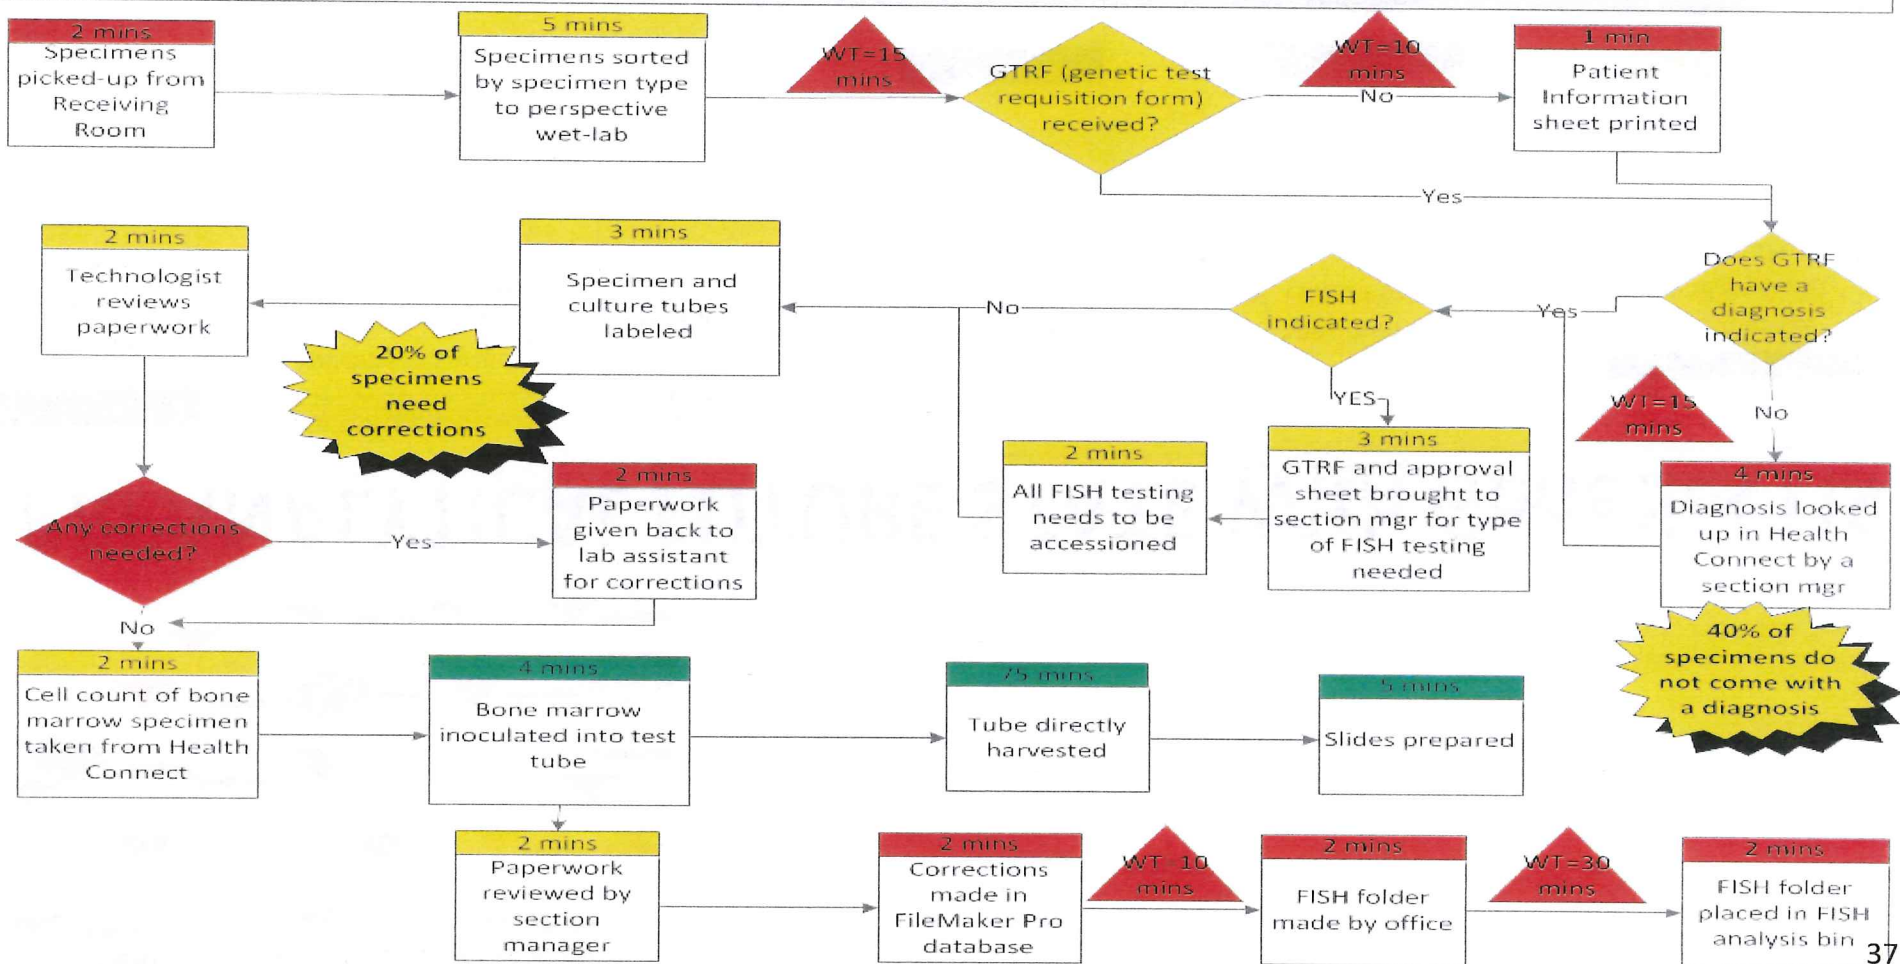 2 mins
Specimens
picked-up from
Receiving
Room
5 mins
Specimens sorted
by specimen type
to perspective
wet-lab
WT=15
mins
GTRF (genetic test
requisition form)
received?
WT=10
mins
No
1 min
Patient
Information
sheet printed
Yes
Does GTRF
have a
diagnosis
indicated?
Yes
No
WT=15
mins
4 mins
Diagnosis looked
up in Health
Connect by a
section mgr
40% of
specimens do
not come with
a diagnosis
FISH
indicated?
No
YES
3 mins
GTRF and approval
sheet brought to
section mgr for type
of FISH testing
needed
2 mins
All FISH testing
needs to be
accessioned
3 mins
Specimen and
culture tubes
labeled
20% of
specimens
need
corrections
2 mins
Technologist
reviews
paperwork
Any corrections
needed?
Yes
2 mins
Paperwork
given back to
lab assistant
for corrections
No
2 mins
Cell count of bone
marrow specimen
taken from Health
Connect
4 mins
Bone marrow
inoculated into test
tube
75 mins
Tube directly
harvested
5 mins
Slides prepared
2 mins
Paperwork
reviewed by
section
manager
2 mins
Corrections
made in
FileMaker Pro
database
WT=10
mins
2 mins
FISH folder
made by office
WT=30
mins
2 mins
FISH folder
placed in FISH
analysis bin
37